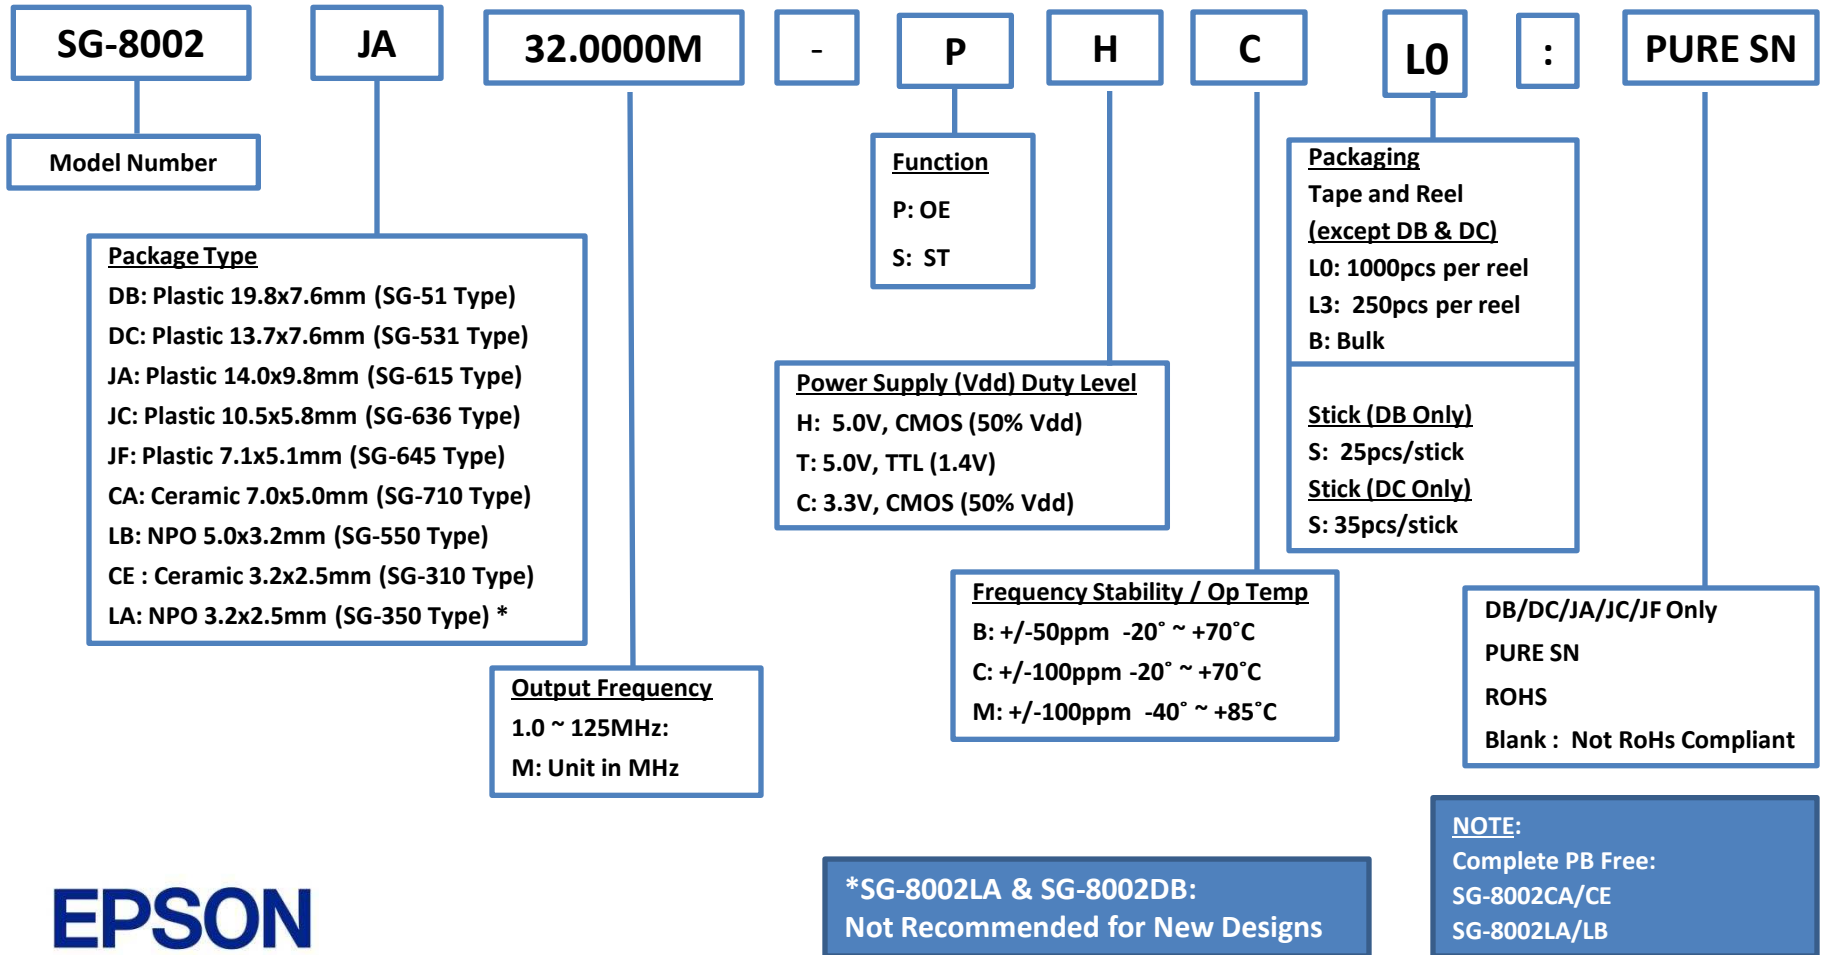 SG-8002 JA 32.0000M - P H C L0 : PURE SN
Model Number
Package Type
DB: Plastic 19.8x7.6mm (SG-51 Type)
DC: Plastic 13.7x7.6mm (SG-531 Type)
JA: Plastic 14.0x9.8mm (SG-615 Type)
JC: Plastic 10.5x5.8mm (SG-636 Type)
JF: Plastic 7.1x5.1mm (SG-645 Type)
CA: Ceramic 7.0x5.0mm (SG-710 Type)
LB: NPO 5.0x3.2mm (SG-550 Type)
CE : Ceramic 3.2x2.5mm (SG-310 Type)
LA: NPO 3.2x2.5mm (SG-350 Type) *
Output Frequency
1.0 ~ 125MHz:
M: Unit in MHz
Function
P: OE
S: ST
Power Supply (Vdd) Duty Level
H: 5.0V, CMOS (50% Vdd)
T: 5.0V, TTL (1.4V)
C: 3.3V, CMOS (50% Vdd)
Frequency Stability / Op Temp
B: +/-50ppm -20˚ ~ +70˚C
C: +/-100ppm -20˚ ~ +70˚C
M: +/-100ppm -40˚ ~ +85˚C
Packaging
Tape and Reel
(except DB & DC)
L0: 1000pcs per reel
L3: 250pcs per reel
B: Bulk
Stick (DB Only)
S: 25pcs/stick
Stick (DC Only)
S: 35pcs/stick
DB/DC/JA/JC/JF Only
PURE SN
ROHS
Blank : Not RoHs Compliant
NOTE:
Complete PB Free:
SG-8002CA/CE
SG-8002LA/LB
*SG-8002LA & SG-8002DB:
Not Recommended for New Designs
EPSON